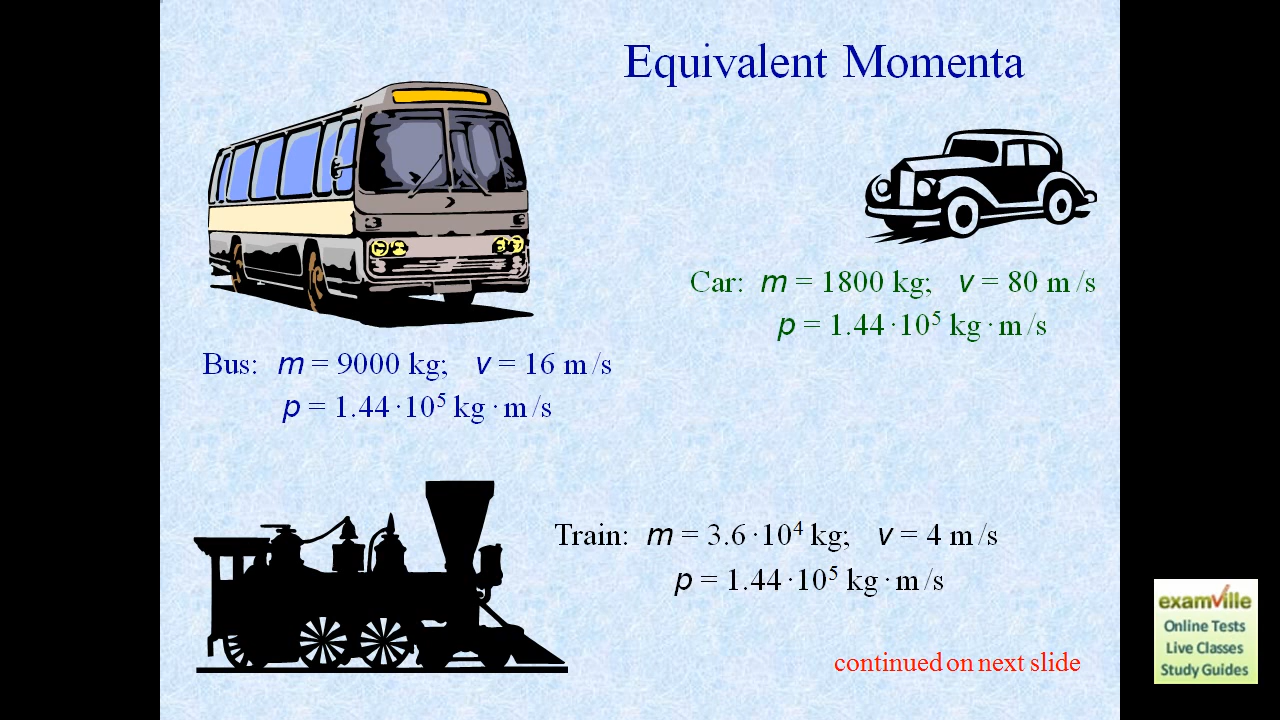 Equivalent Momenta
Car: m = 1800 kg; v = 80 m/s
p = 1.44·10⁵ kg·m/s
Bus: m = 9000 kg; v = 16 m/s
p = 1.44·10⁵ kg·m/s
Train: m = 3.6·10⁴ kg; v = 4 m/s
p = 1.44·10⁵ kg·m/s
continued on next slide
examville
Online Tests
Live Classes
Study Guides